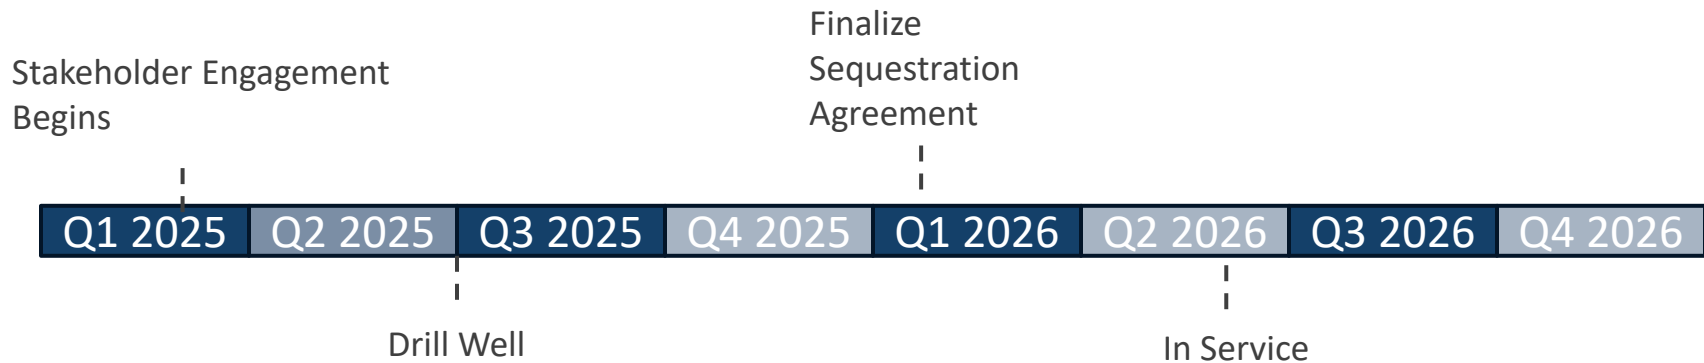 Stakeholder Engagement
Begins
Finalize
Sequestration
Agreement
Q1 2025 Q2 2025 Q3 2025 Q4 2025 Q1 2026 Q2 2026 Q3 2026 Q4 2026
Drill Well
In Service